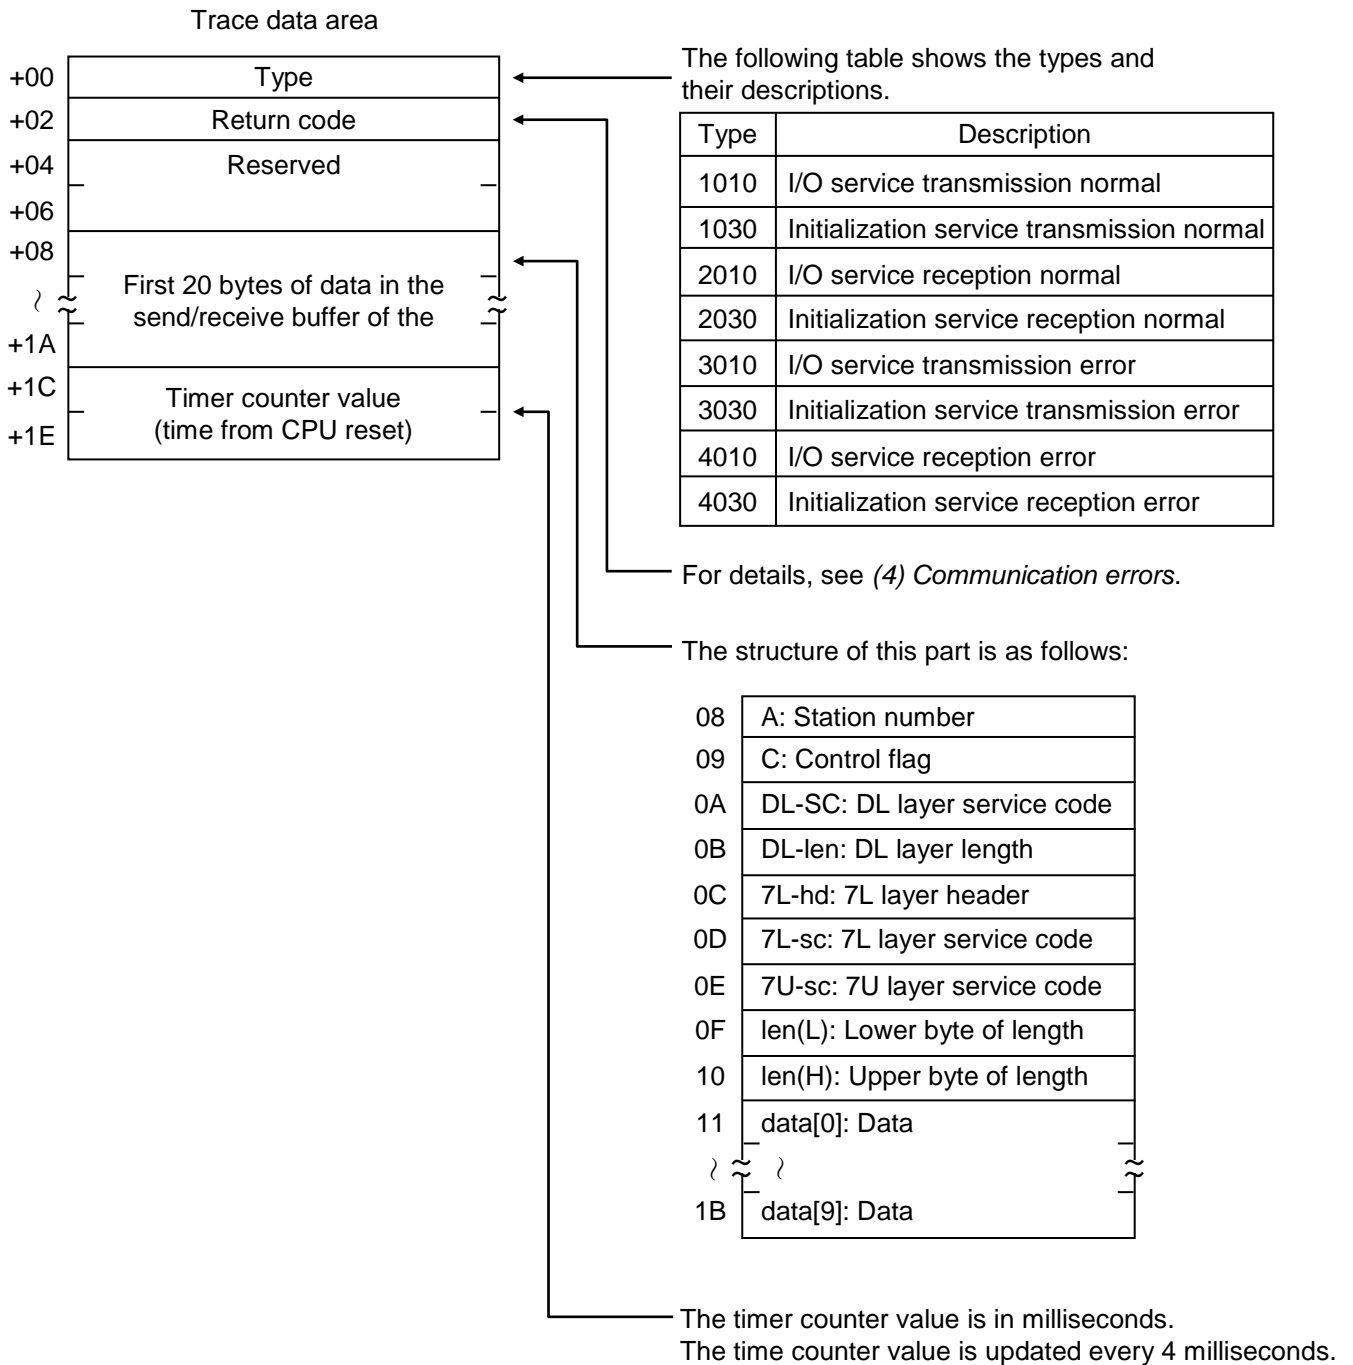 Trace data area
+00 Type
+02 Return code
+04 Reserved
+06
+08
~ First 20 bytes of data in the
send/receive buffer of the
+1A
+1C Timer counter value
+1E (time from CPU reset)
The following table shows the types and
their descriptions.
Type Description
1010 I/O service transmission normal
1030 Initialization service transmission normal
2010 I/O service reception normal
2030 Initialization service reception normal
3010 I/O service transmission error
3030 Initialization service transmission error
4010 I/O service reception error
4030 Initialization service reception error
For details, see (4) Communication errors.
The structure of this part is as follows:
08 A: Station number
09 C: Control flag
0A DL-SC: DL layer service code
0B DL-len: DL layer length
0C 7L-hd: 7L layer header
0D 7L-sc: 7L layer service code
0E 7U-sc: 7U layer service code
0F len(L): Lower byte of length
10 len(H): Upper byte of length
11 data[0]: Data
~ ~
1B data[9]: Data
The timer counter value is in milliseconds.
The time counter value is updated every 4 milliseconds.